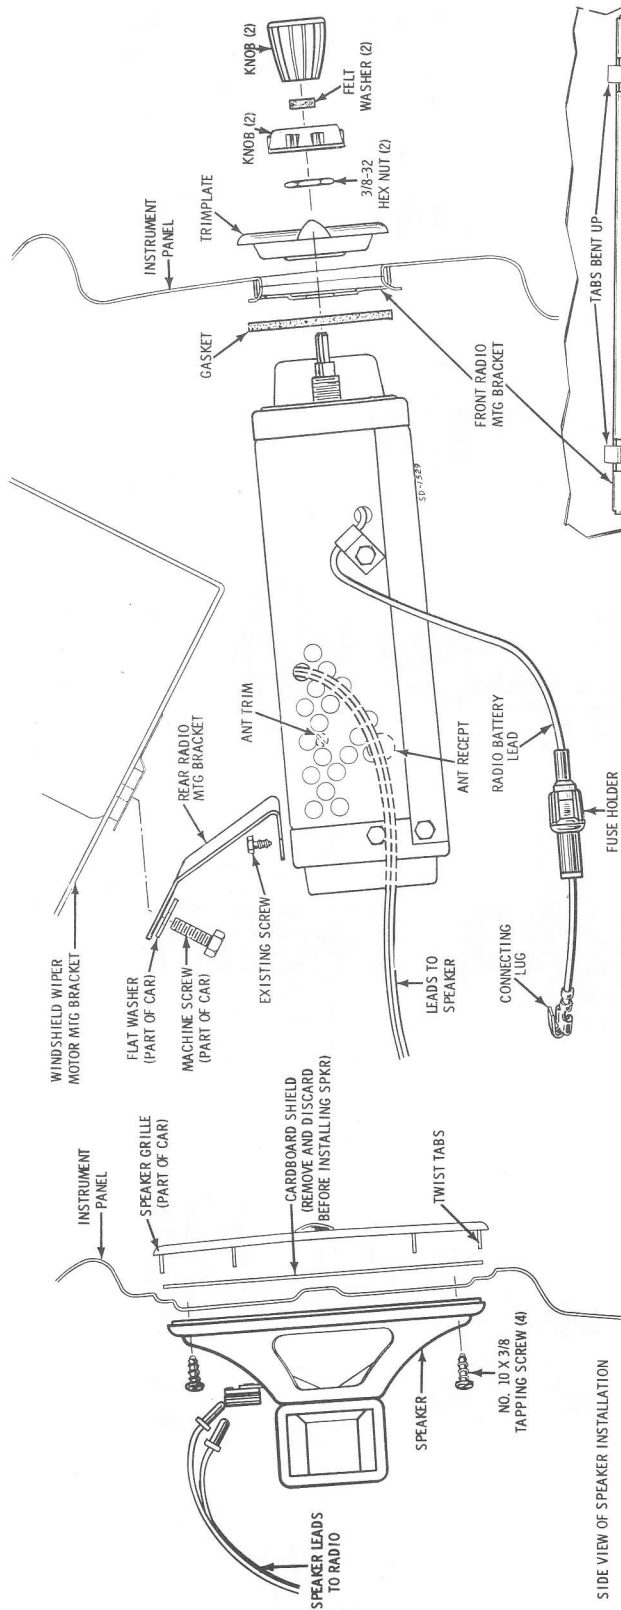 SPEAKER LEADS
TO RADIO
INSTRUMENT
PANEL
SPEAKER GRILLE
(PART OF CAR)
CARDBOARD SHIELD
(REMOVE AND DISCARD
BEFORE INSTALLING SPKR)
TWIST TABS
SPEAKER
NO. 10 X 3/8
TAPPING SCREW (4)
SIDE VIEW OF SPEAKER INSTALLATION
WINDSHIELD WIPER
MOTOR MTG BRACKET
FLAT WASHER
(PART OF CAR)
MACHINE SCREW
(PART OF CAR)
EXISTING SCREW
REAR RADIO
MTG BRACKET
ANT TRIM
LEADS TO
SPEAKER
ANT RECEPT
CONNECTING
LUG
RADIO BATTERY
LEAD
FUSE HOLDER
SD-1529
GASKET
INSTRUMENT
PANEL
TRIMPLATE
KNOB (2)
KNOB (2)
FELT
WASHER (2)
3/8-32
HEX NUT (2)
FRONT RADIO
MTG BRACKET
TABS BENT UP